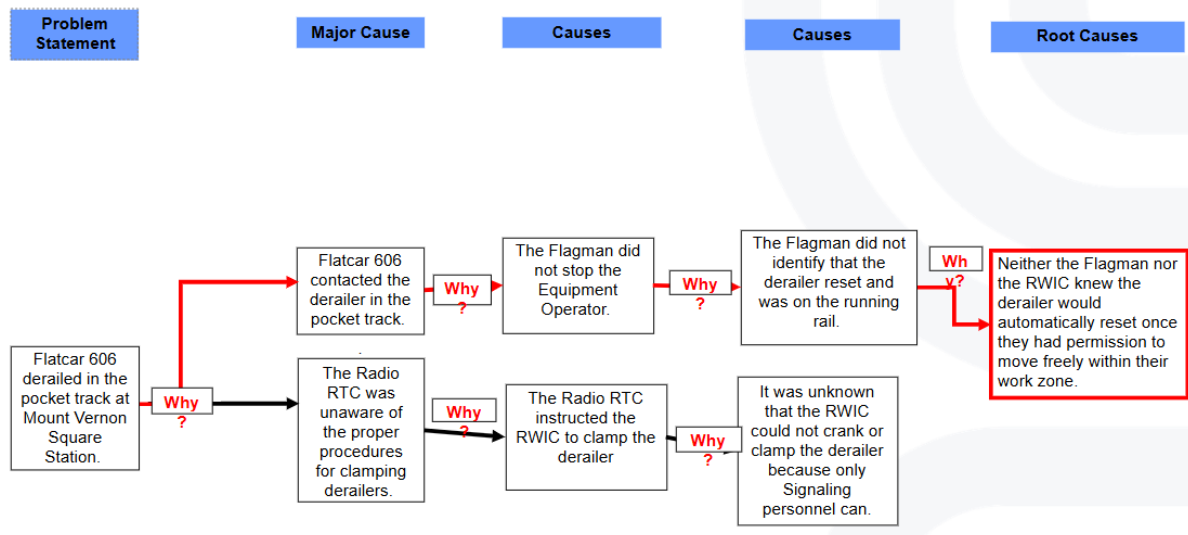 Problem
Statement
Major Cause
Causes
Causes
Root Causes
Flatcar 606
derailed in the
pocket track at
Mount Vernon
Square
Station.
Why
?
Flatcar 606
contacted the
derailer in the
pocket track.
Why
?
The Flagman did
not stop the
Equipment
Operator.
Why
?
The Flagman did not
identify that the
derailer reset and
was on the running
rail.
Wh
y?
Neither the Flagman nor
the RWIC knew the
derailer would
automatically reset once
they had permission to
move freely within their
work zone.
.
The Radio
RTC was
unaware of
the proper
procedures
for clamping
derailers.
Why
?
The Radio RTC
instructed the
RWIC to clamp the
derailer
Why
?
It was unknown
that the RWIC
could not crank or
clamp the derailer
because only
Signaling
personnel can.